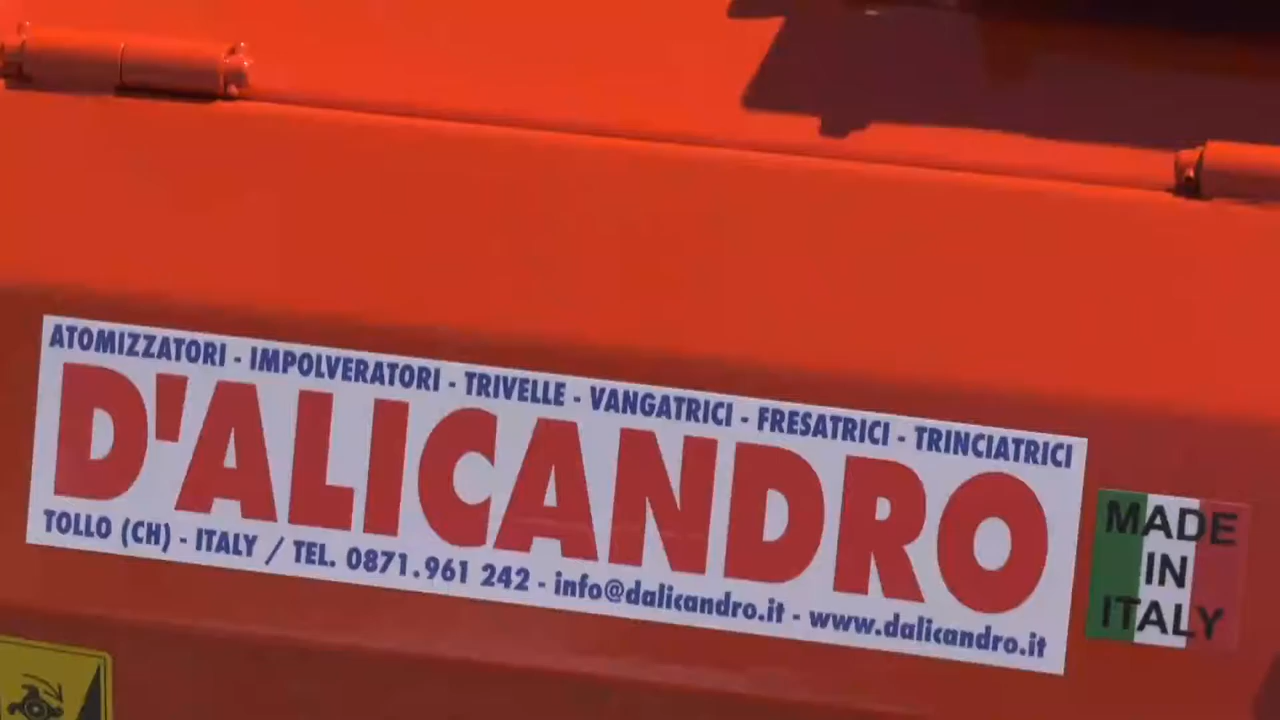 ATOMIZZATORI - IMPOLVERATORI - TRIVELLE - VANGATRICI - FRESATRICI - TRINCIATRICI
D'ALICANDRO
TOLLO (CH) - ITALY / TEL. 0871.961 242 - info@dalicandro.it - www.dalicandro.it
MADE
IN
ITALY